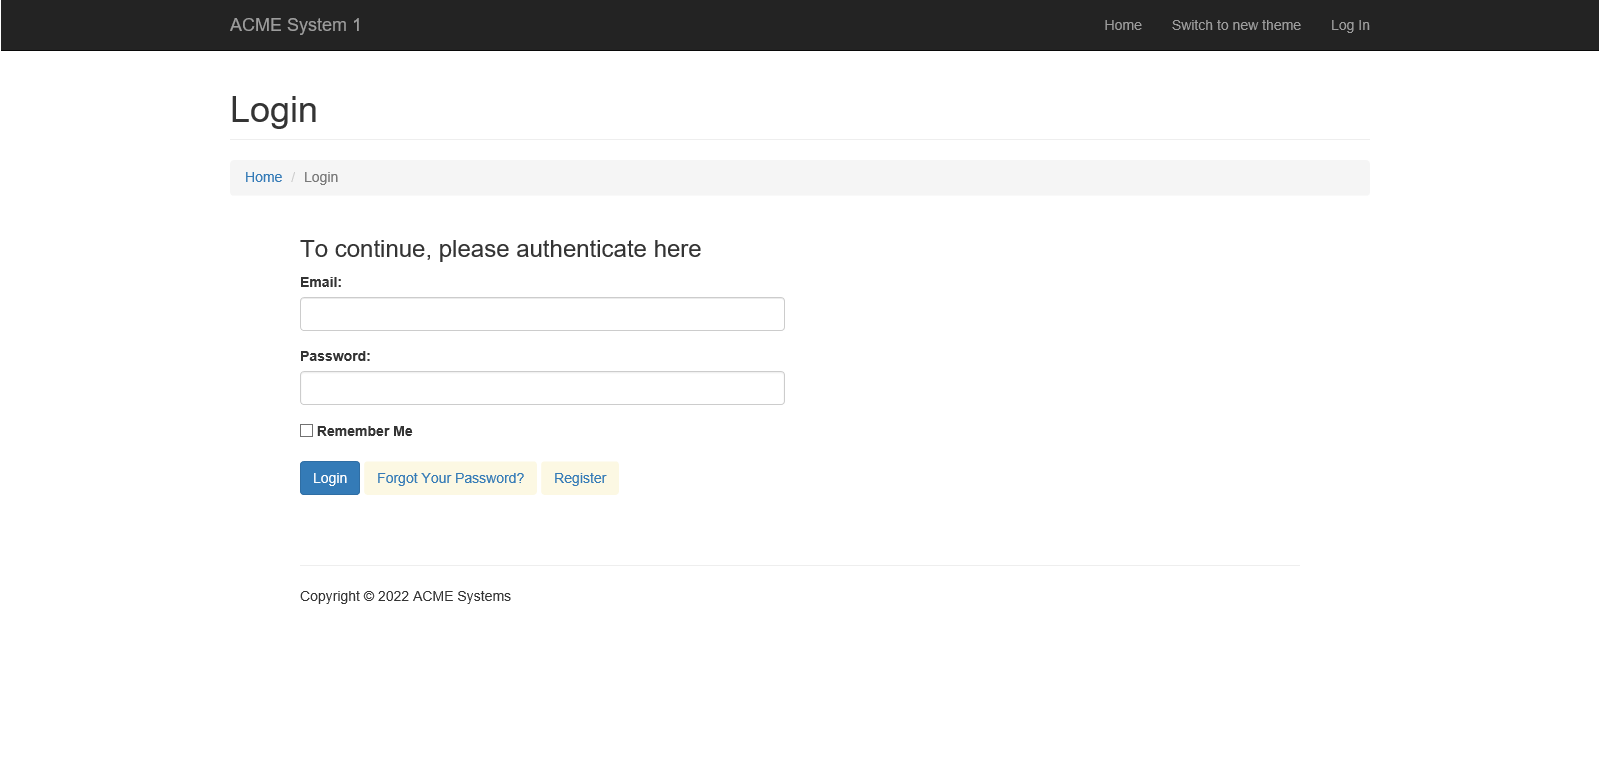 ACME System 1 Home Switch to new theme Log In
Login
Home / Login
To continue, please authenticate here
Email:
Password:
Remember Me
Login Forgot Your Password? Register
Copyright © 2022 ACME Systems